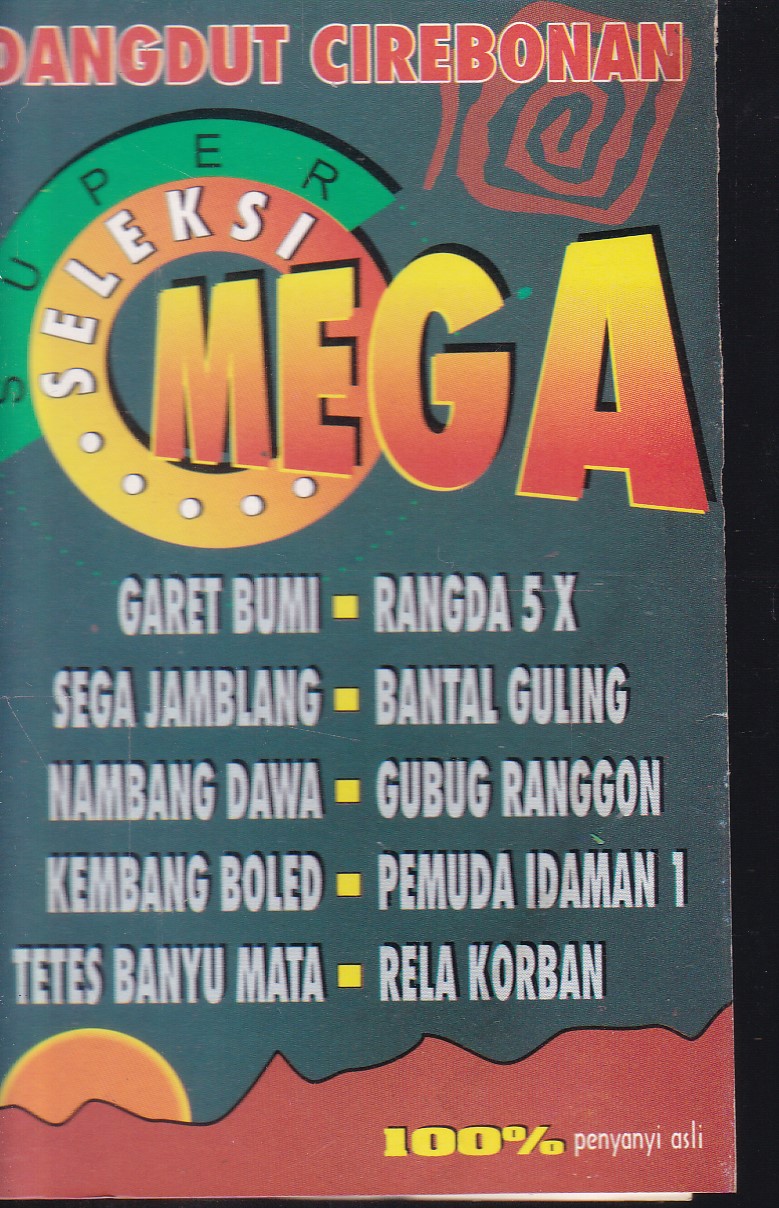 DANGDUT CIREBONAN
SUPER
SELEKSI
MEGA
GARET BUMI ▪ RANGDA 5 X
SEGA JAMBLANG ▪ BANTAL GULING
NAMBANG DAWA ▪ GUBUG RANGGON
KEMBANG BOLED ▪ PEMUDA IDAMAN 1
TETES BANYU MATA ▪ RELA KORBAN
100% penyanyi asli